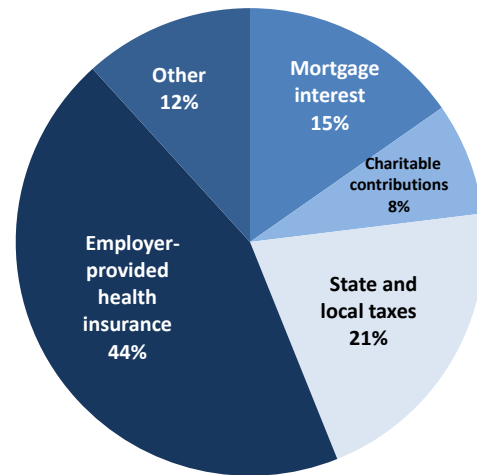 Other
12%
Mortgage
interest
15%
Charitable
contributions
8%
State and
local taxes
21%
Employer-
provided
health
insurance
44%